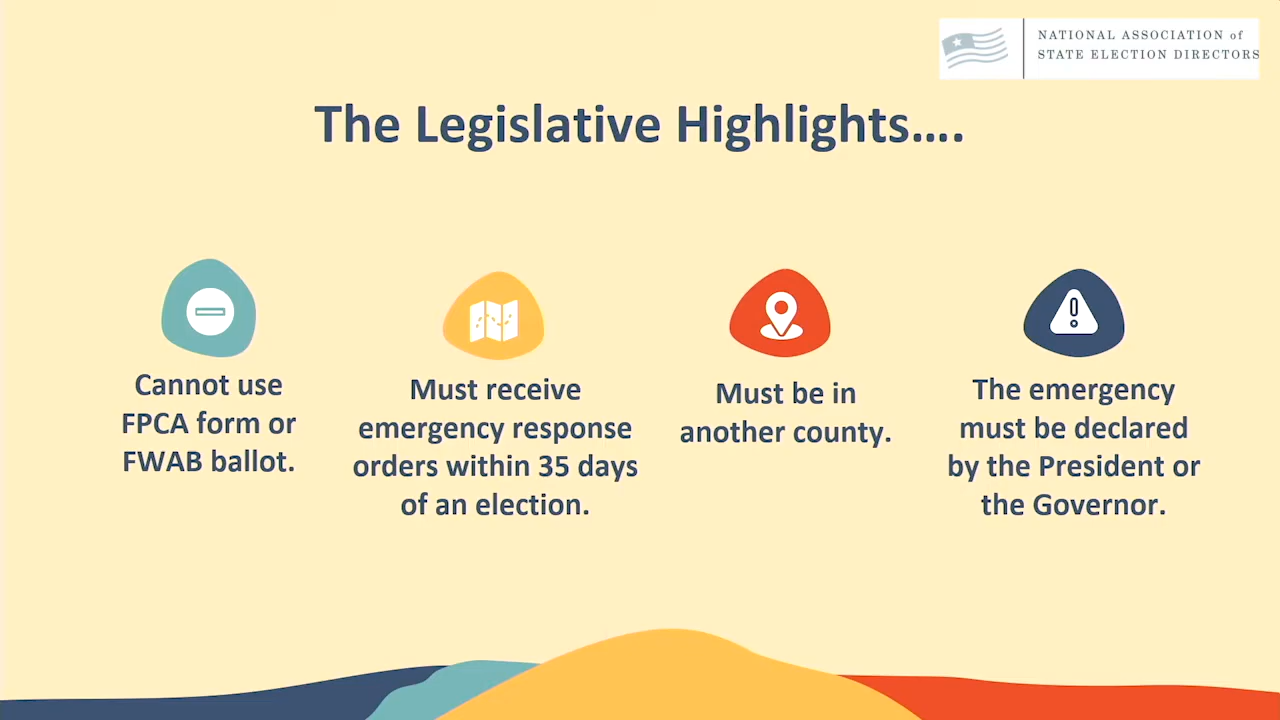 NATIONAL ASSOCIATION of
STATE ELECTION DIRECTORS
The Legislative Highlights....
Cannot use
FPCA form or
FWAB ballot.
Must receive
emergency response
orders within 35 days
of an election.
Must be in
another county.
The emergency
must be declared
by the President or
the Governor.